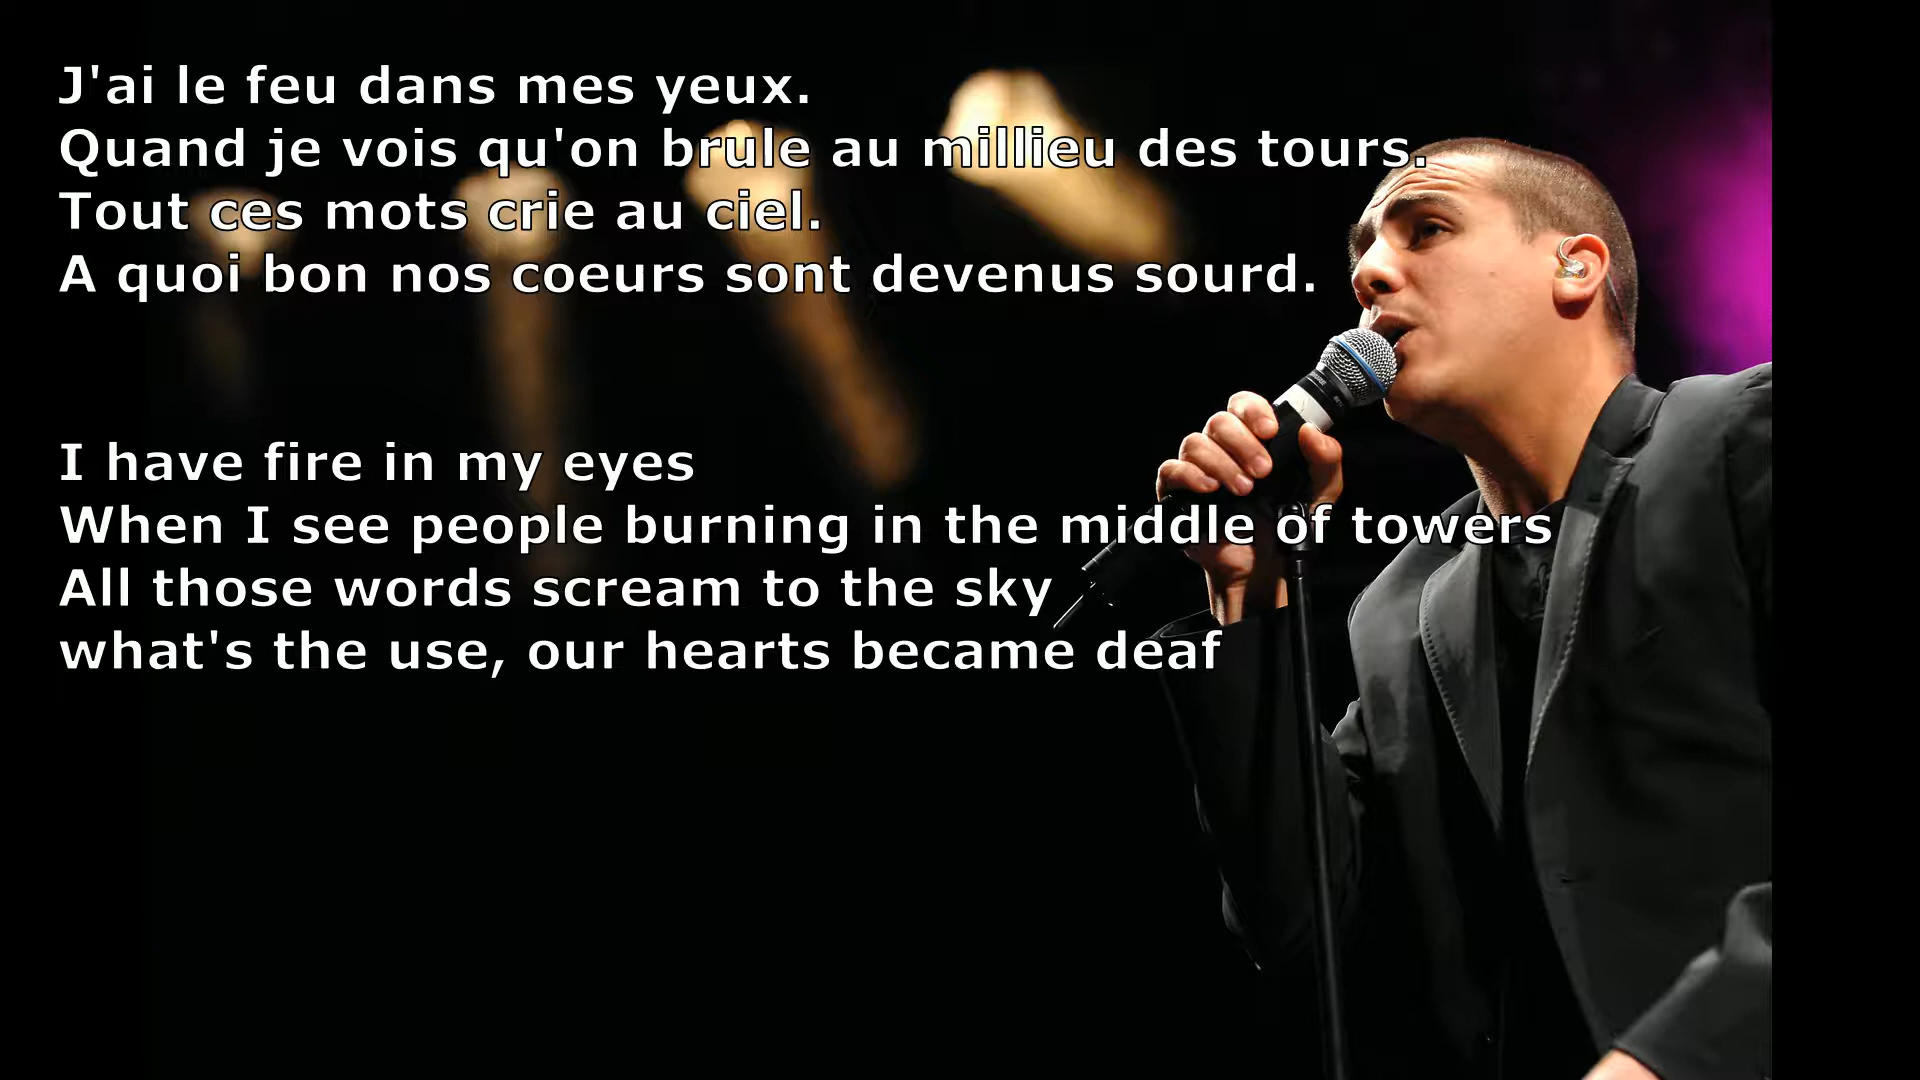 J'ai le feu dans mes yeux.
Quand je vois qu'on brule au millieu des tours.
Tout ces mots crie au ciel.
A quoi bon nos coeurs sont devenus sourd.
I have fire in my eyes
When I see people burning in the middle of towers
All those words scream to the sky
what's the use, our hearts became deaf